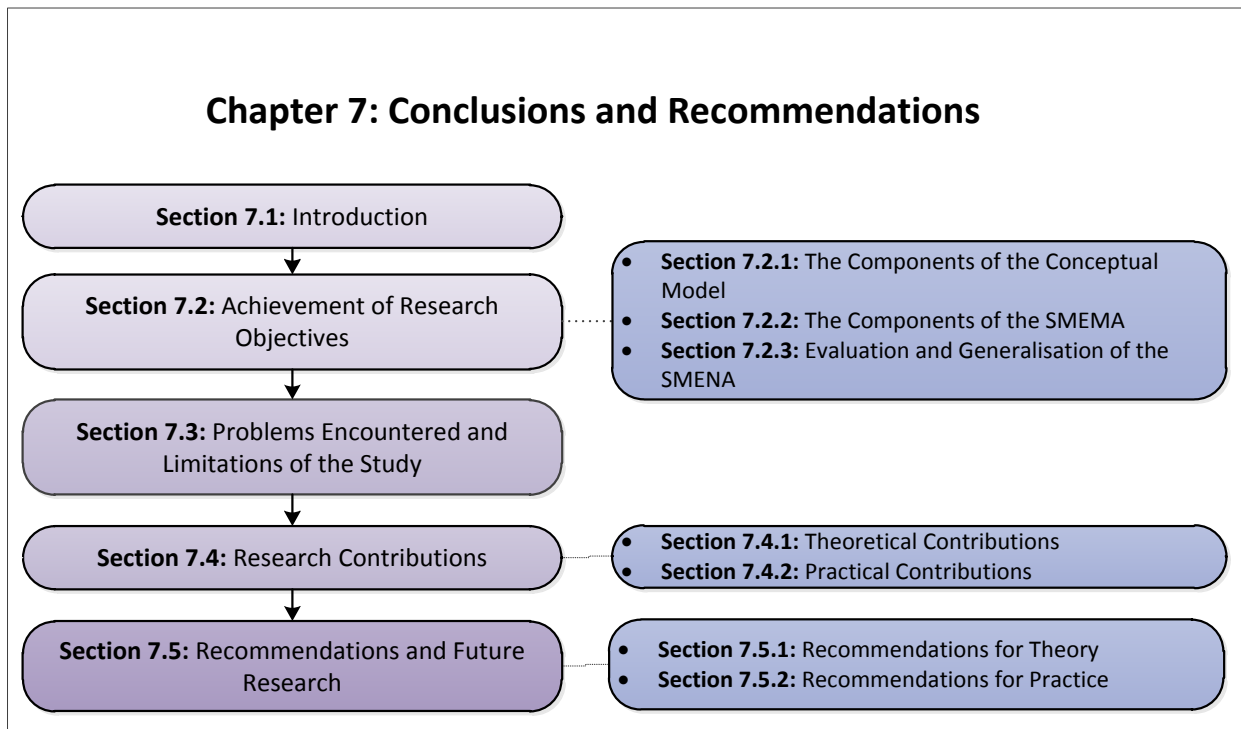 Chapter 7: Conclusions and Recommendations
Section 7.1: Introduction
Section 7.2: Achievement of Research
Objectives
• Section 7.2.1: The Components of the Conceptual
Model
• Section 7.2.2: The Components of the SMEMA
• Section 7.2.3: Evaluation and Generalisation of the
SMENA
Section 7.3: Problems Encountered and
Limitations of the Study
Section 7.4: Research Contributions
• Section 7.4.1: Theoretical Contributions
• Section 7.4.2: Practical Contributions
Section 7.5: Recommendations and Future
Research
• Section 7.5.1: Recommendations for Theory
• Section 7.5.2: Recommendations for Practice